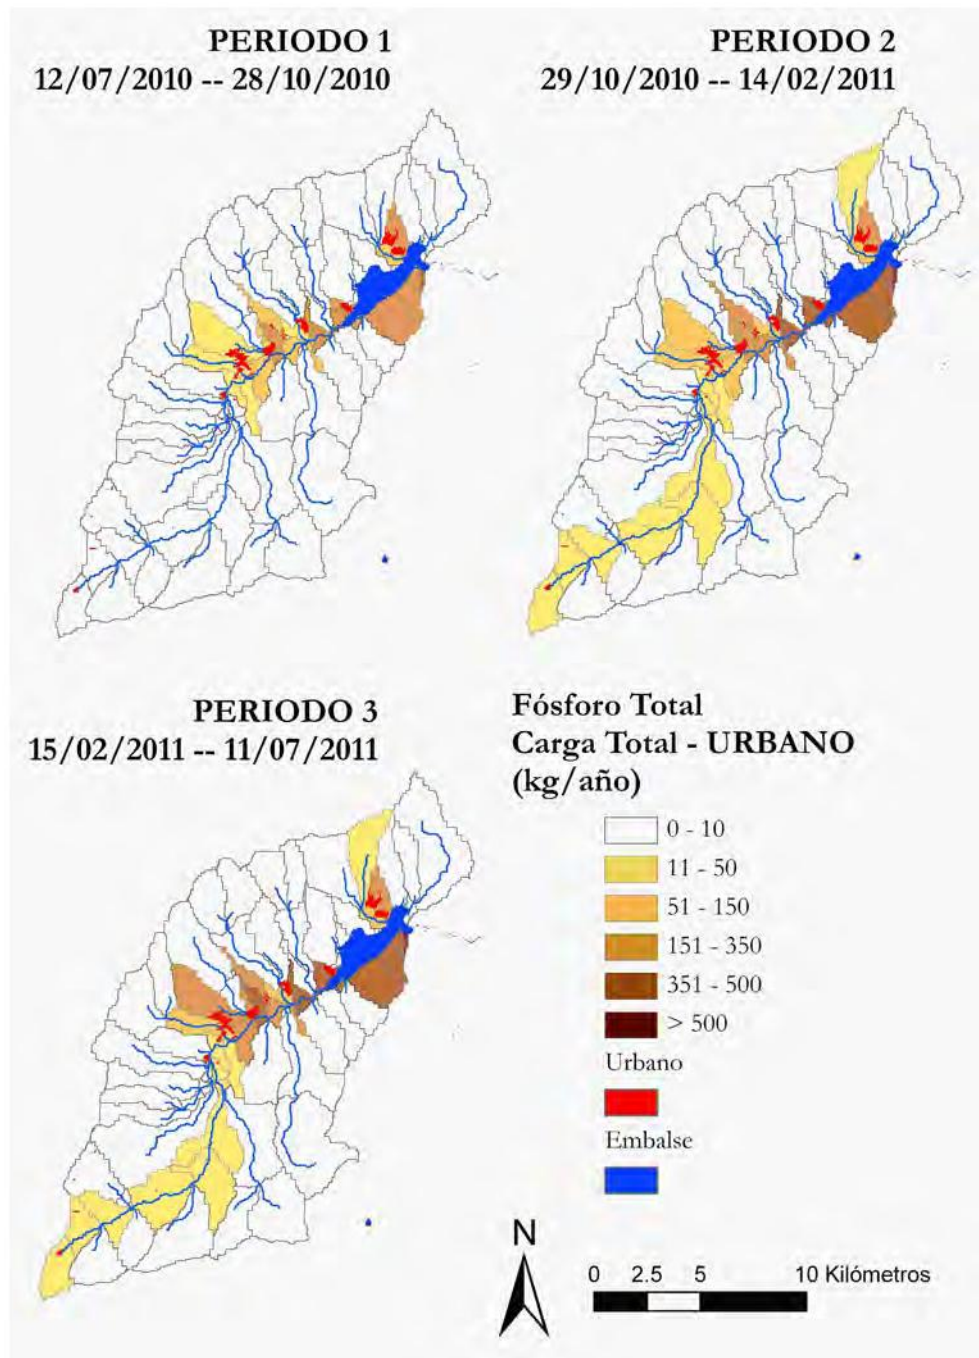 PERIODO 1
12/07/2010 -- 28/10/2010
PERIODO 2
29/10/2010 -- 14/02/2011
PERIODO 3
15/02/2011 -- 11/07/2011
Fósforo Total
Carga Total - URBANO
(kg/año)
0 - 10
11 - 50
51 - 150
151 - 350
351 - 500
> 500
Urbano
Embalse
N
0 2.5 5 10 Kilómetros